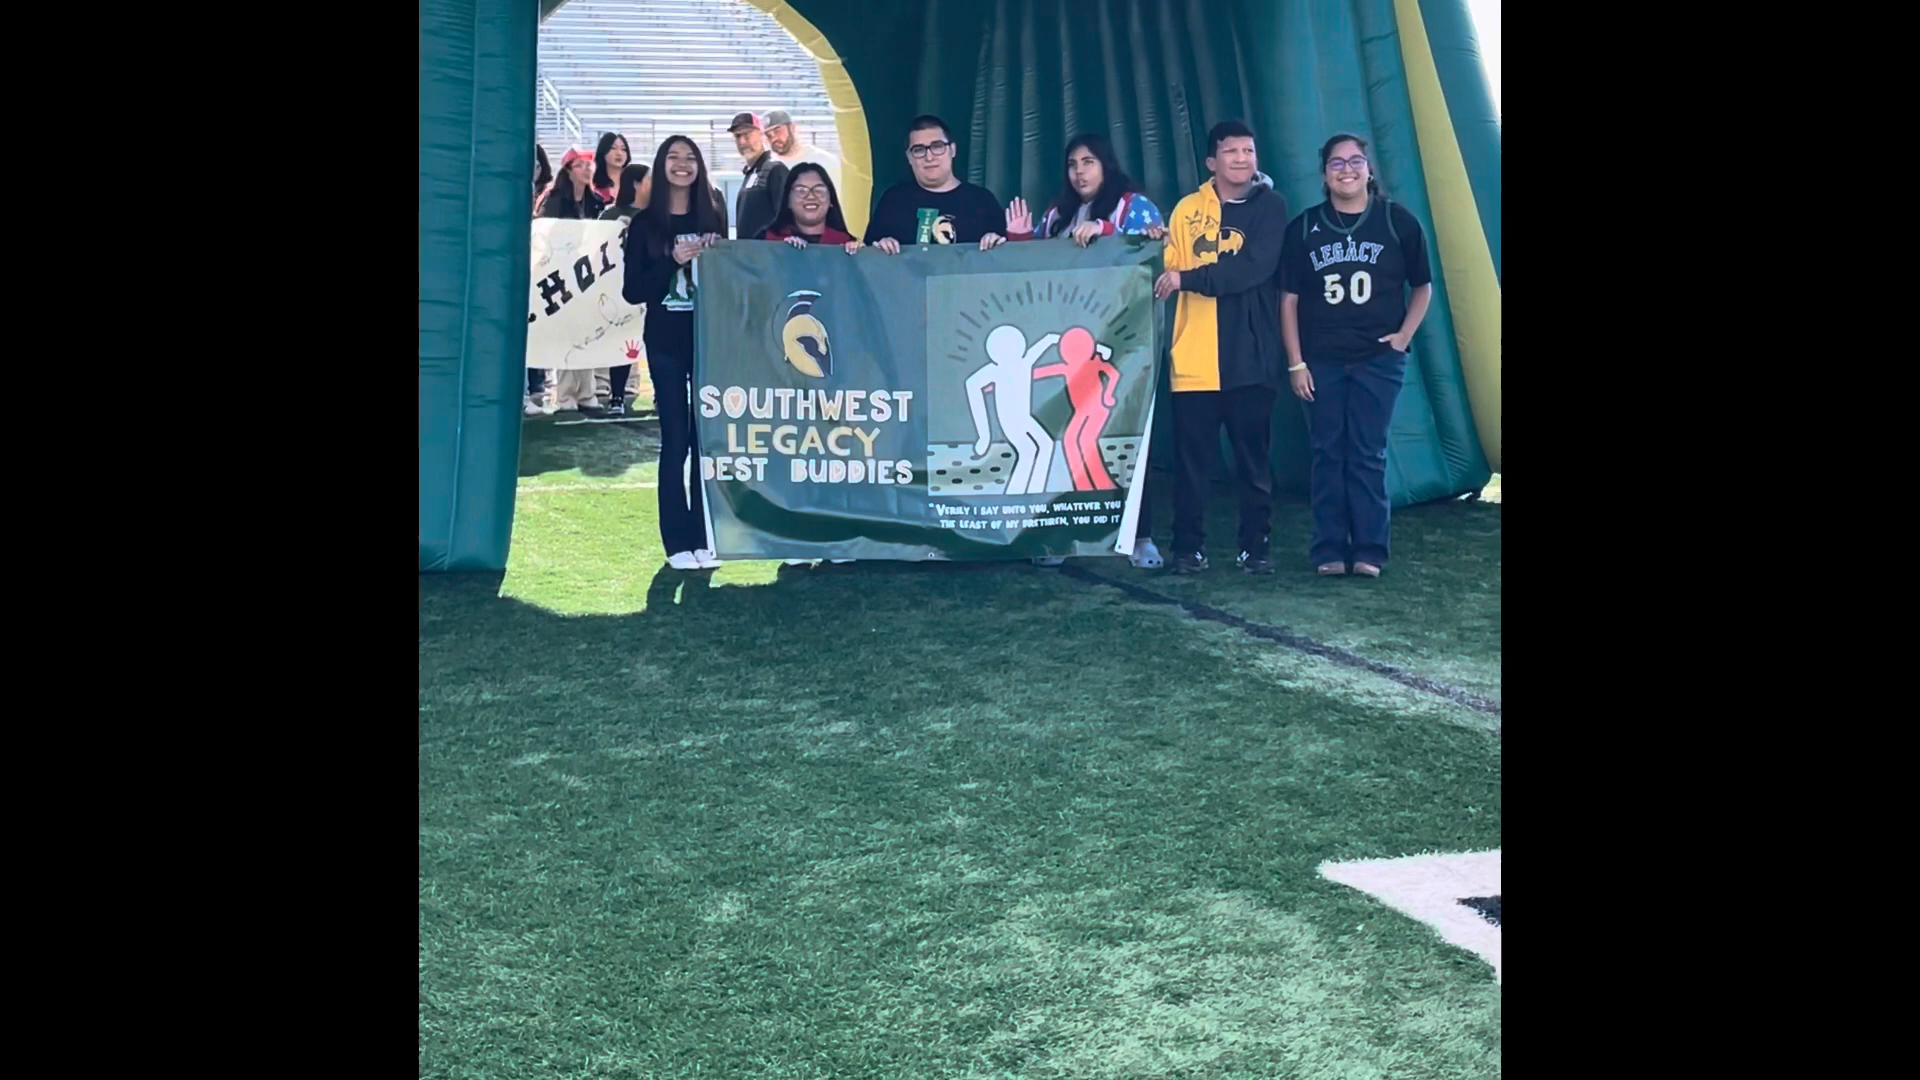 HOI
LEGACY
50
SOUTHWEST
LEGACY
BEST BUDDIES
"VERILY I SAY UNTO YOU, WHATEVER YOU
THE LEAST OF MY BRETHREN, YOU DID IT